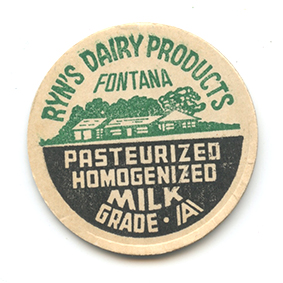 RYN'S DAIRY PRODUCTS
FONTANA
PASTEURIZED
HOMOGENIZED
MILK
GRADE · "A"